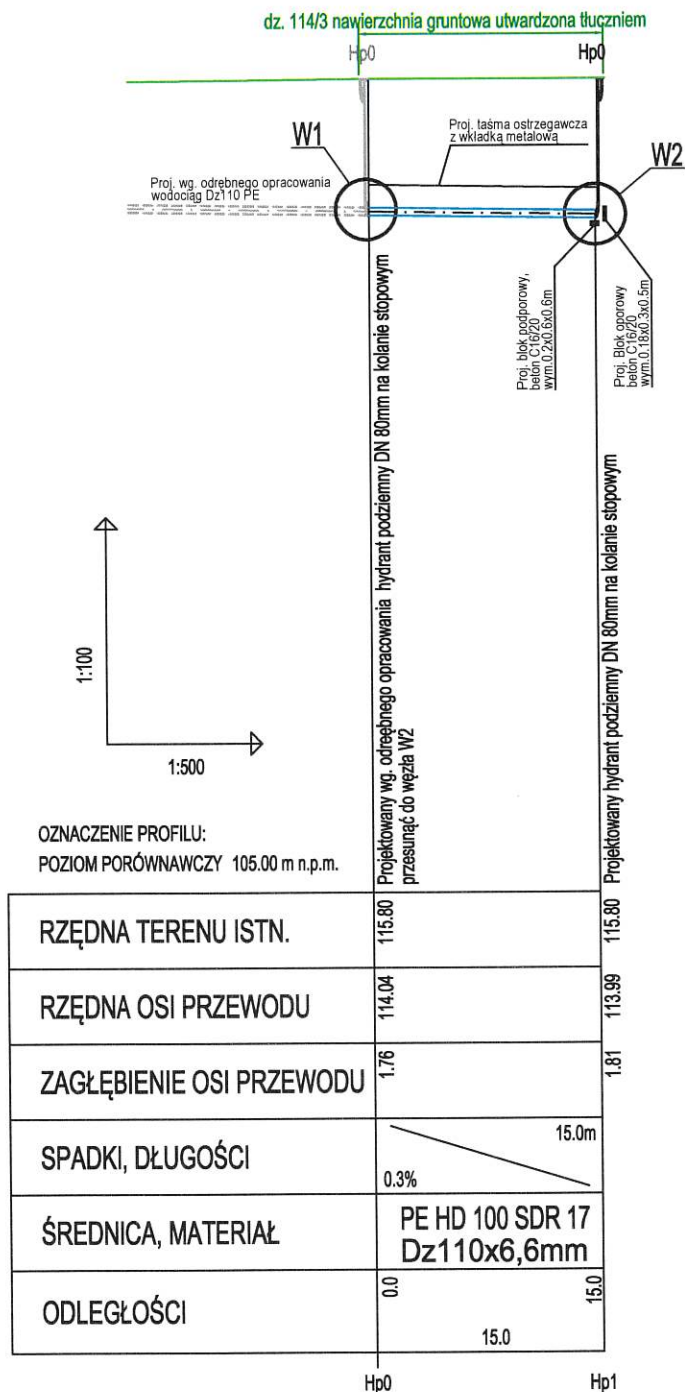 dz. 114/3 nawierzchnia gruntowa utwardzona tłuczniem
Hp0
Hp0
W1
Proj. taśma ostrzegawcza
z wkładką metalową
W2
Proj. wg. odrębnego opracowania
wodociąg Dz110 PE
Proj. blok podporowy,
beton C16/20
wym.0.2x0.6x0.6m
Proj. Blok oporowy
beton C16/20
wym.0.18x0.3x0.5m
Projektowany wg. odreębnego opracowania hydrant podziemny DN 80mm na kolanie stopowym
przesunąć do węzła W2
Projektowany hydrant podziemny DN 80mm na kolanie stopowym
1:100
1:500
OZNACZENIE PROFILU:
POZIOM PORÓWNAWCZY 105.00 m n.p.m.
RZĘDNA TERENU ISTN.
115.80
115.80
RZĘDNA OSI PRZEWODU
114.04
113.99
ZAGŁĘBIENIE OSI PRZEWODU
1.76
1.81
SPADKI, DŁUGOŚCI
15.0m
0.3%
ŚREDNICA, MATERIAŁ
PE HD 100 SDR 17
Dz110x6,6mm
ODLEGŁOŚCI
0.0
15.0
15.0
Hp0
Hp1